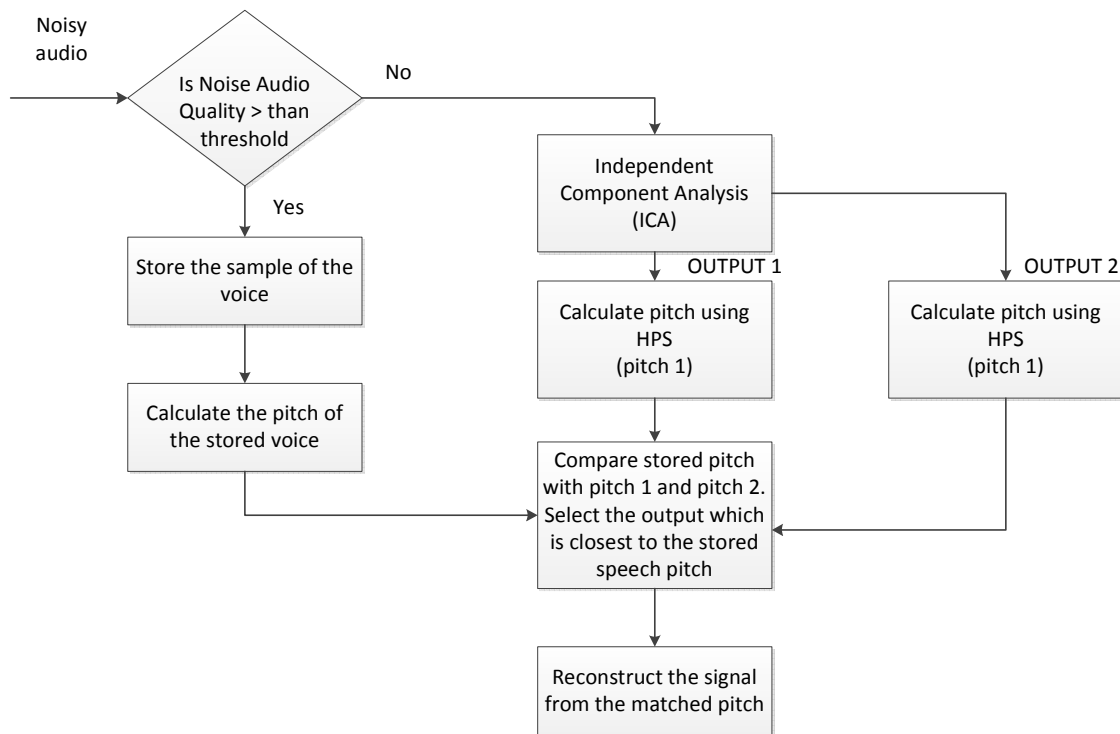 Noisy
audio
Is Noise Audio
Quality > than
threshold
No
Yes
Store the sample of the
voice
Calculate the pitch of
the stored voice
Independent
Component Analysis
(ICA)
OUTPUT 1
OUTPUT 2
Calculate pitch using
HPS
(pitch 1)
Calculate pitch using
HPS
(pitch 1)
Compare stored pitch
with pitch 1 and pitch 2.
Select the output which
is closest to the stored
speech pitch
Reconstruct the signal
from the matched pitch